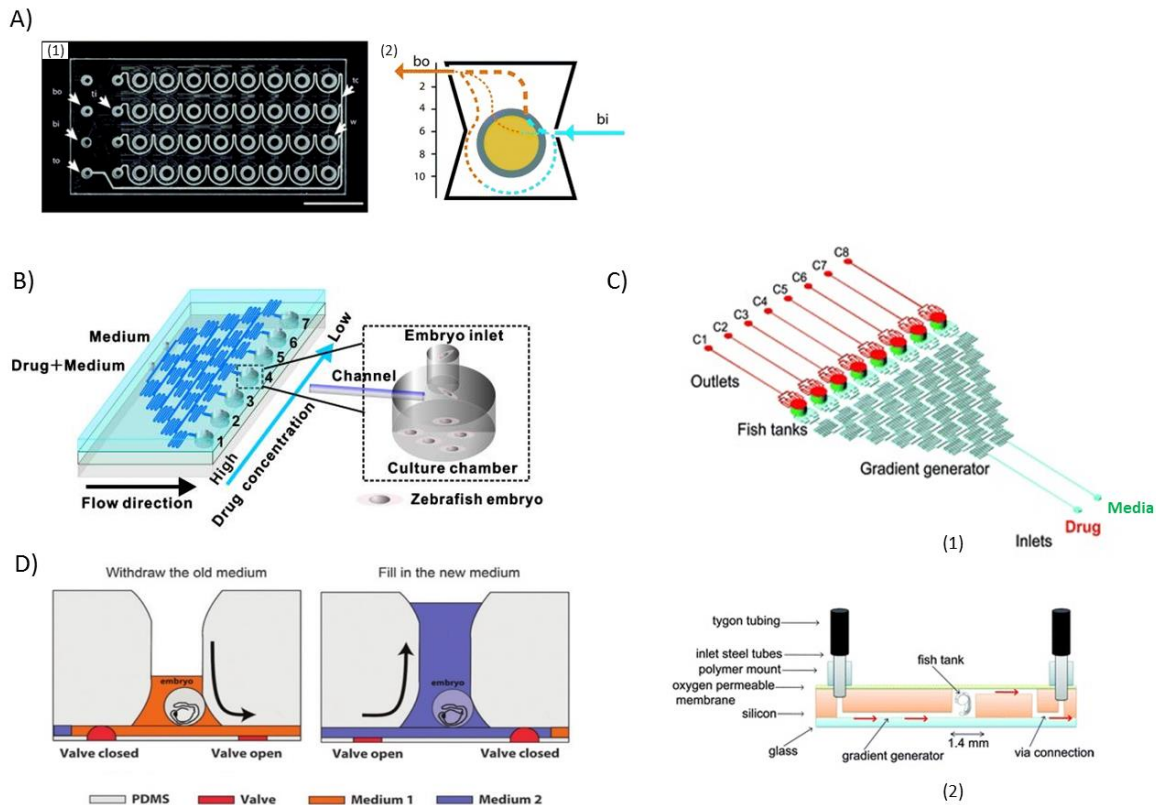 A)
(1)
bo
ti
bi
to
tc
w
(2)
bo
2
4
6
8
10
bi
B)
Medium
Drug+Medium
7
6
5
4
3
2
1
Low
High
Drug concentration
Flow direction
Embryo inlet
Channel
Culture chamber
Zebrafish embryo
C)
C8
C7
C6
C5
C4
C3
C2
C1
Outlets
Fish tanks
Gradient generator
Media
Drug
Inlets
(1)
tygon tubing
inlet steel tubes
polymer mount
oxygen permeable
membrane
silicon
glass
fish tank
gradient generator
1.4 mm
via connection
(2)
D)
Withdraw the old medium
embryo
Valve closed
Valve open
Fill in the new medium
embryo
Valve open
Valve closed
PDMS
Valve
Medium 1
Medium 2